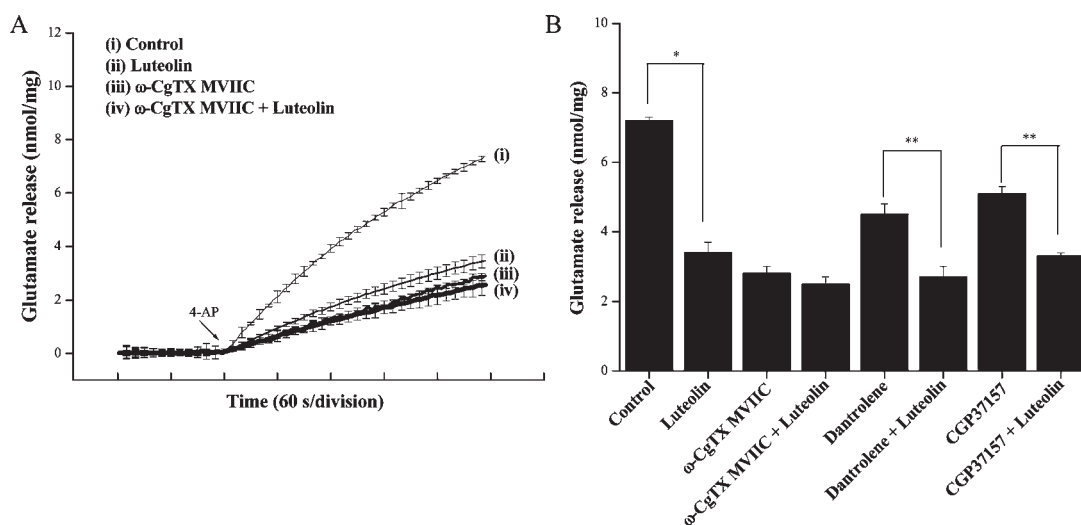 A
(i) Control
(ii) Luteolin
(iii) ω-CgTX MVIIC
(iv) ω-CgTX MVIIC + Luteolin
Glutamate release (nmol/mg)
12
10
8
6
4
2
0
4-AP
(i)
(ii)
(iii)
(iv)
Time (60 s/division)
B
Glutamate release (nmol/mg)
10
8
6
4
2
0
*
**
**
Control
Luteolin
ω-CgTX MVIIC
ω-CgTX MVIIC + Luteolin
Dantrolene
Dantrolene + Luteolin
CGP37157
CGP37157 + Luteolin